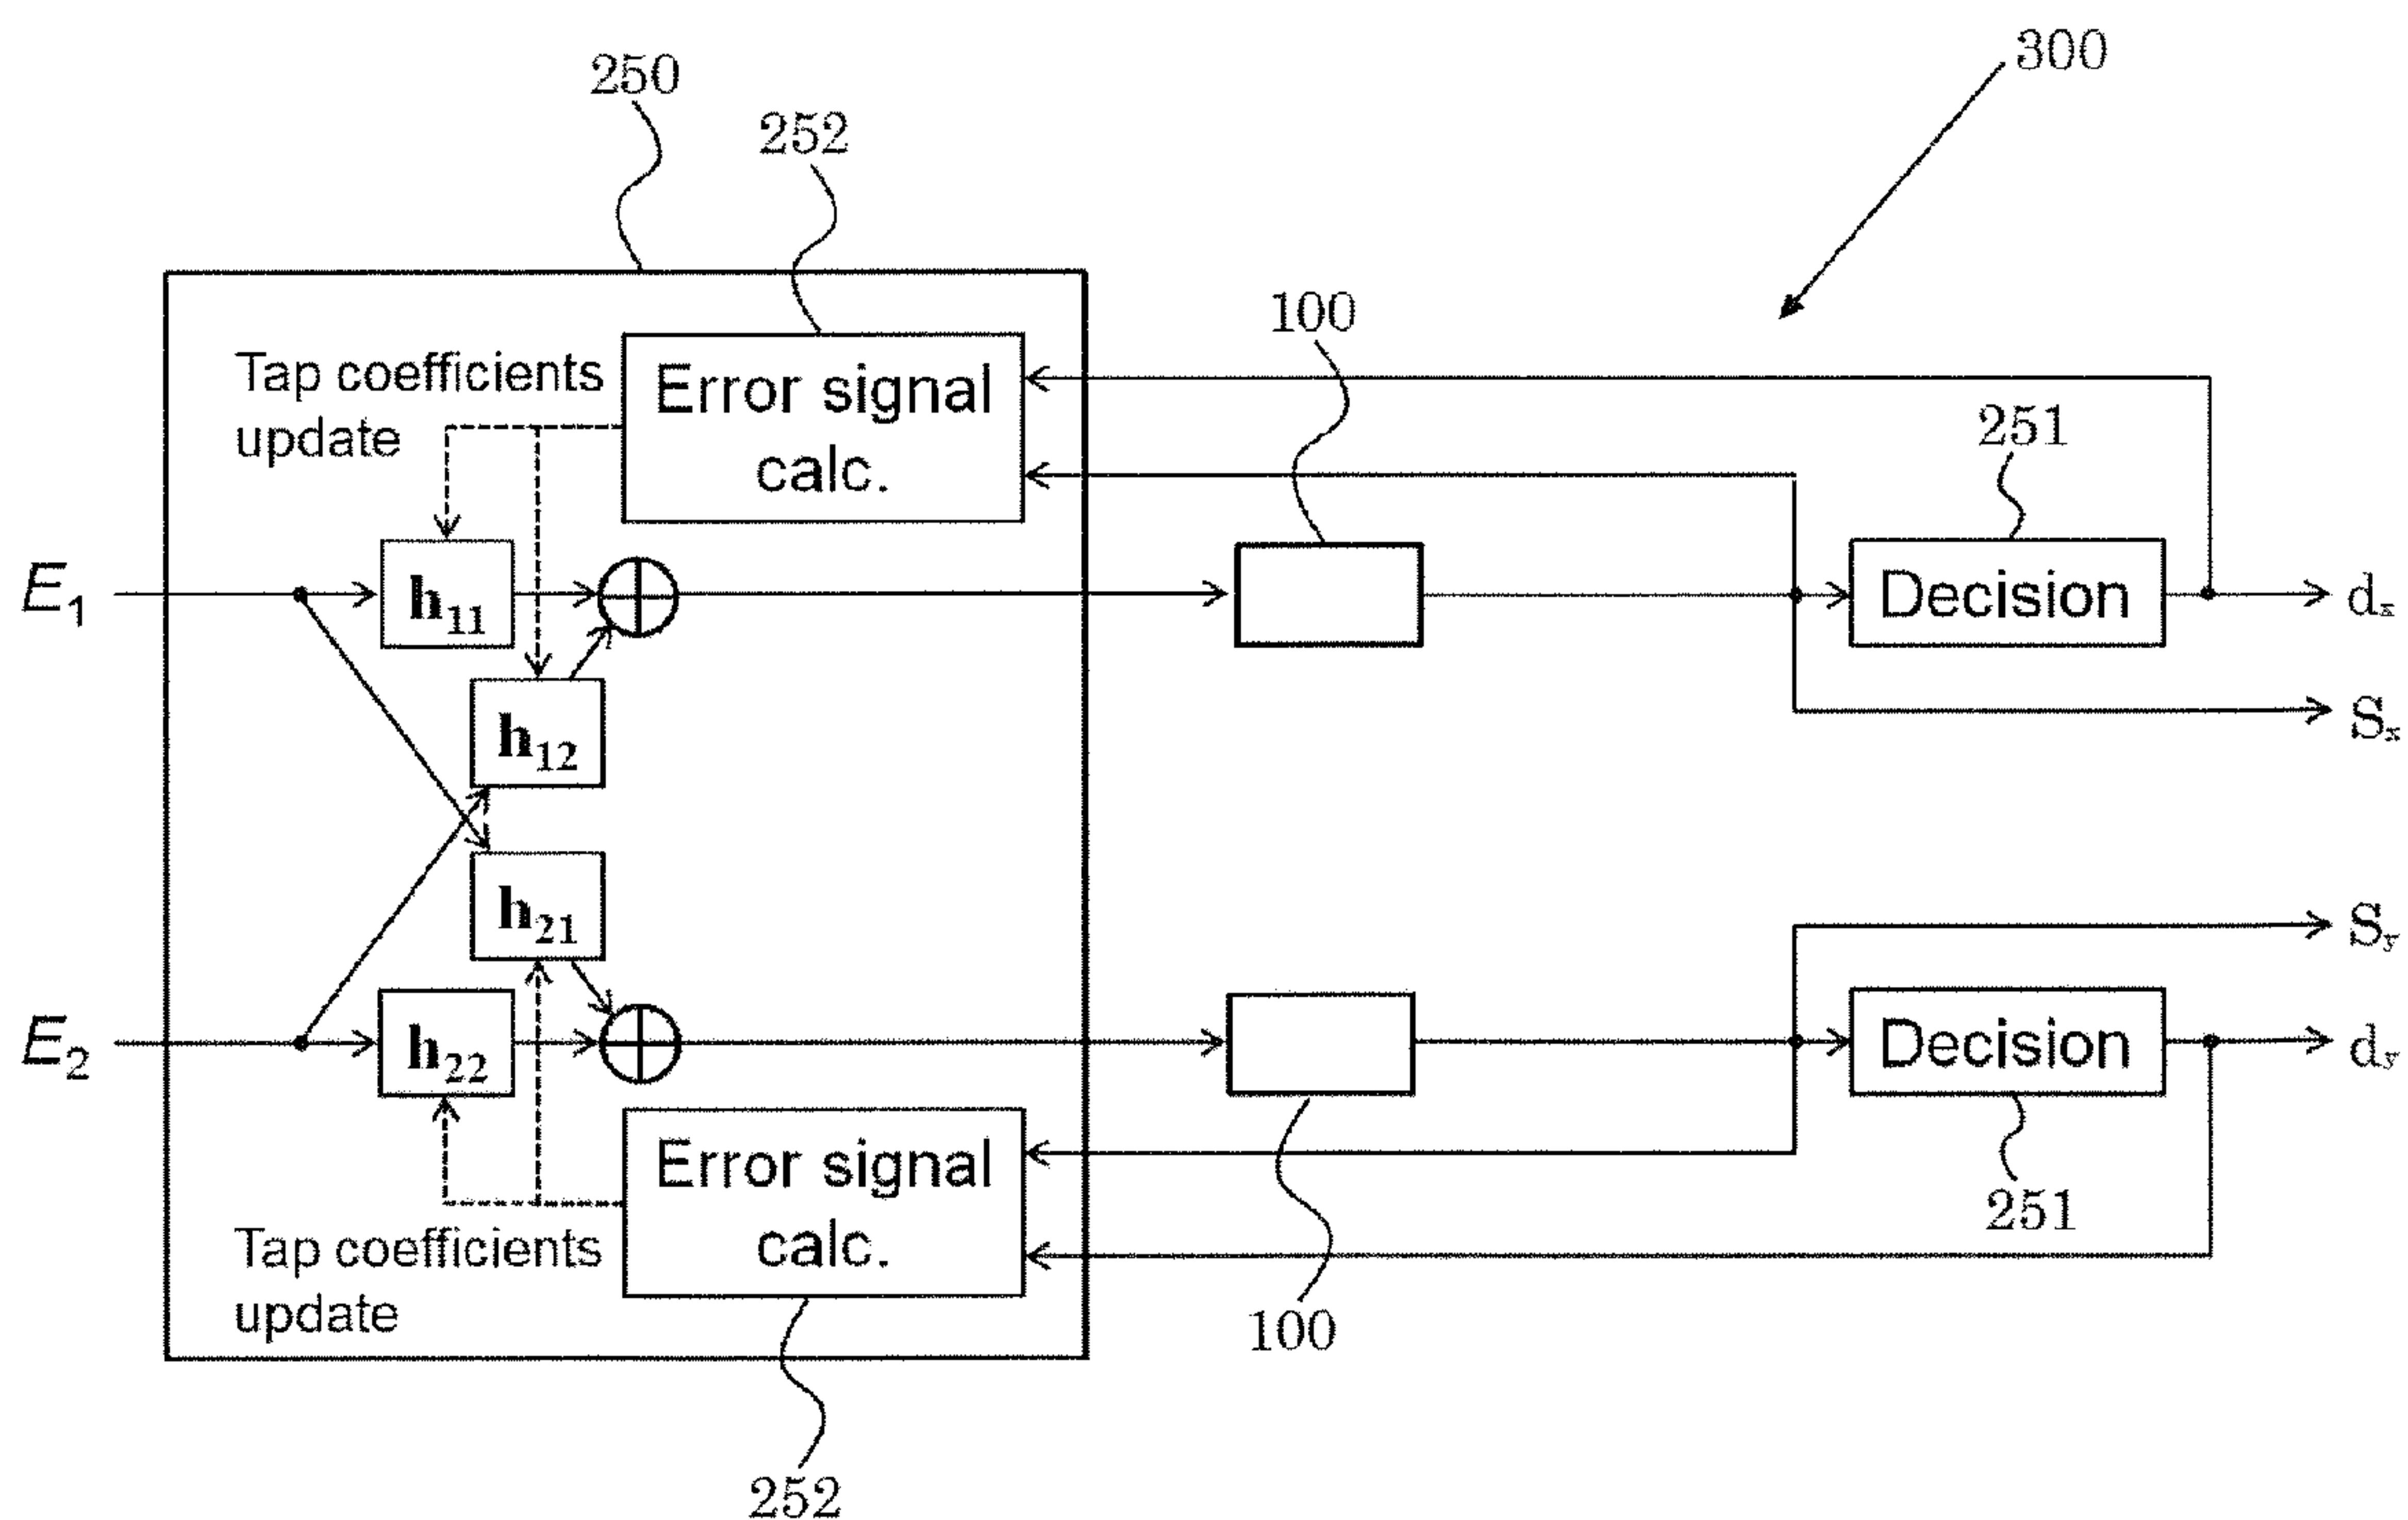 300
250
252
100
Tap coefficients
update
Error signal
calc.
251
E1
h11
Decision
dx
h12
Sx
h21
Sy
E2
h22
Decision
dy
Error signal
calc.
251
Tap coefficients
update
100
252